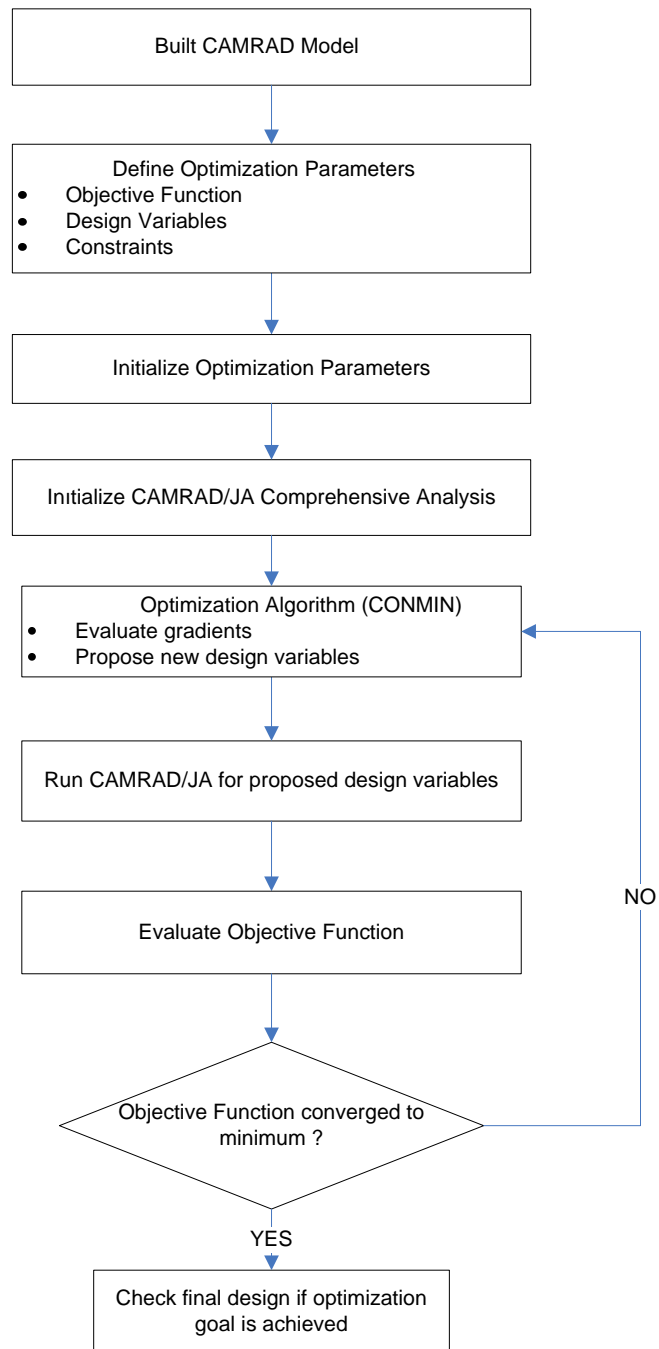 Built CAMRAD Model
Define Optimization Parameters
• Objective Function
• Design Variables
• Constraints
Initialize Optimization Parameters
Initialize CAMRAD/JA Comprehensive Analysis
Optimization Algorithm (CONMIN)
• Evaluate gradients
• Propose new design variables
Run CAMRAD/JA for proposed design variables
Evaluate Objective Function
NO
Objective Function converged to
minimum ?
YES
Check final design if optimization
goal is achieved